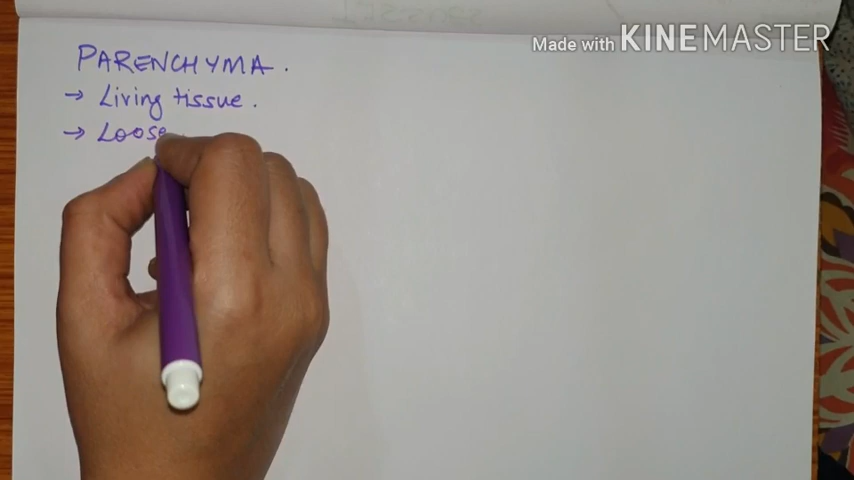 Made with KINEMASTER
PARENCHYMA.
→ Living tissue.
→ Loose